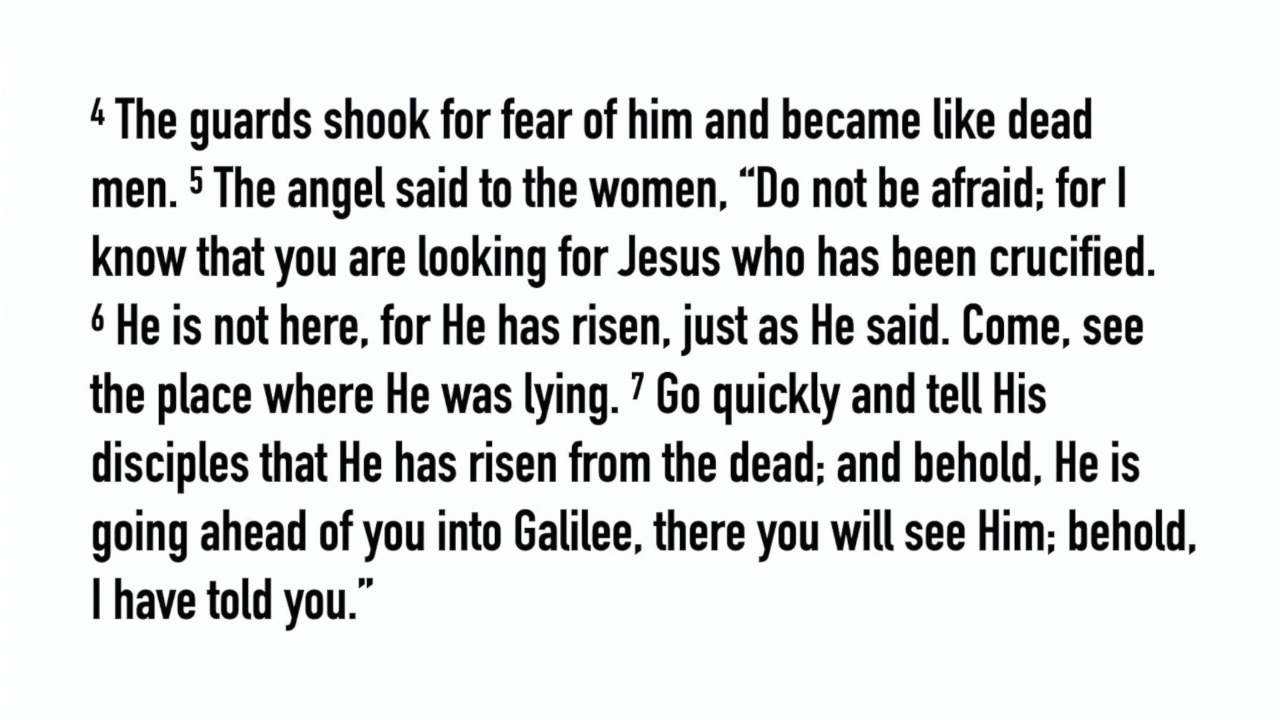 4 The guards shook for fear of him and became like dead
men. 5 The angel said to the women, “Do not be afraid; for I
know that you are looking for Jesus who has been crucified.
6 He is not here, for He has risen, just as He said. Come, see
the place where He was lying. 7 Go quickly and tell His
disciples that He has risen from the dead; and behold, He is
going ahead of you into Galilee, there you will see Him; behold,
I have told you.”